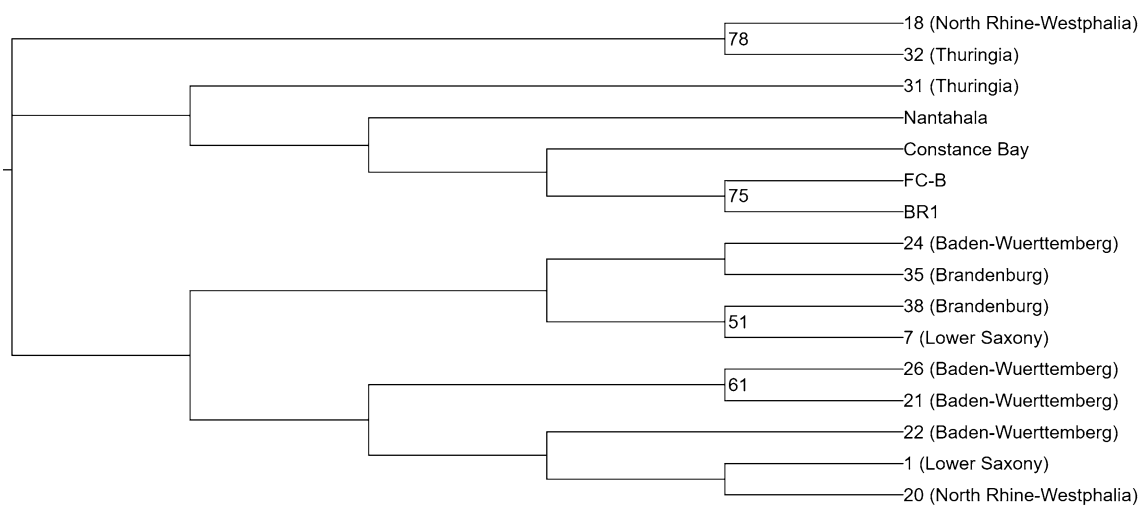 18 (North Rhine-Westphalia)
78
32 (Thuringia)
31 (Thuringia)
Nantahala
Constance Bay
FC-B
75
BR1
24 (Baden-Wuerttemberg)
35 (Brandenburg)
38 (Brandenburg)
51
7 (Lower Saxony)
26 (Baden-Wuerttemberg)
61
21 (Baden-Wuerttemberg)
22 (Baden-Wuerttemberg)
1 (Lower Saxony)
20 (North Rhine-Westphalia)